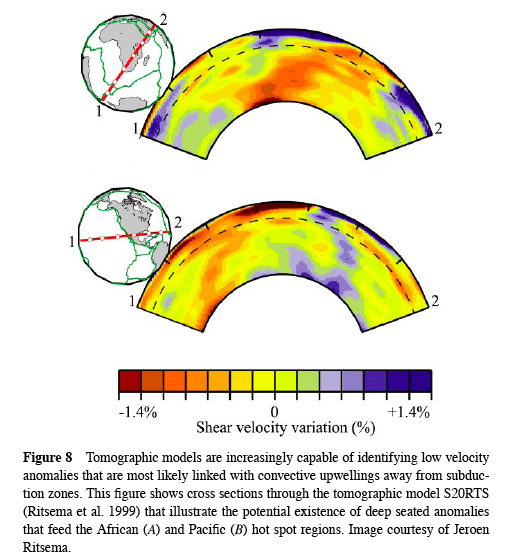 2
1
1
2
2
1
1
2
-1.4%
0
+1.4%
Shear velocity variation (%)
Figure 8 Tomographic models are increasingly capable of identifying low velocity
anomalies that are most likely linked with convective upwellings away from subduc-
tion zones. This figure shows cross sections through the tomographic model S20RTS
(Ritsema et al. 1999) that illustrate the potential existence of deep seated anomalies
that feed the African (A) and Pacific (B) hot spot regions. Image courtesy of Jeroen
Ritsema.